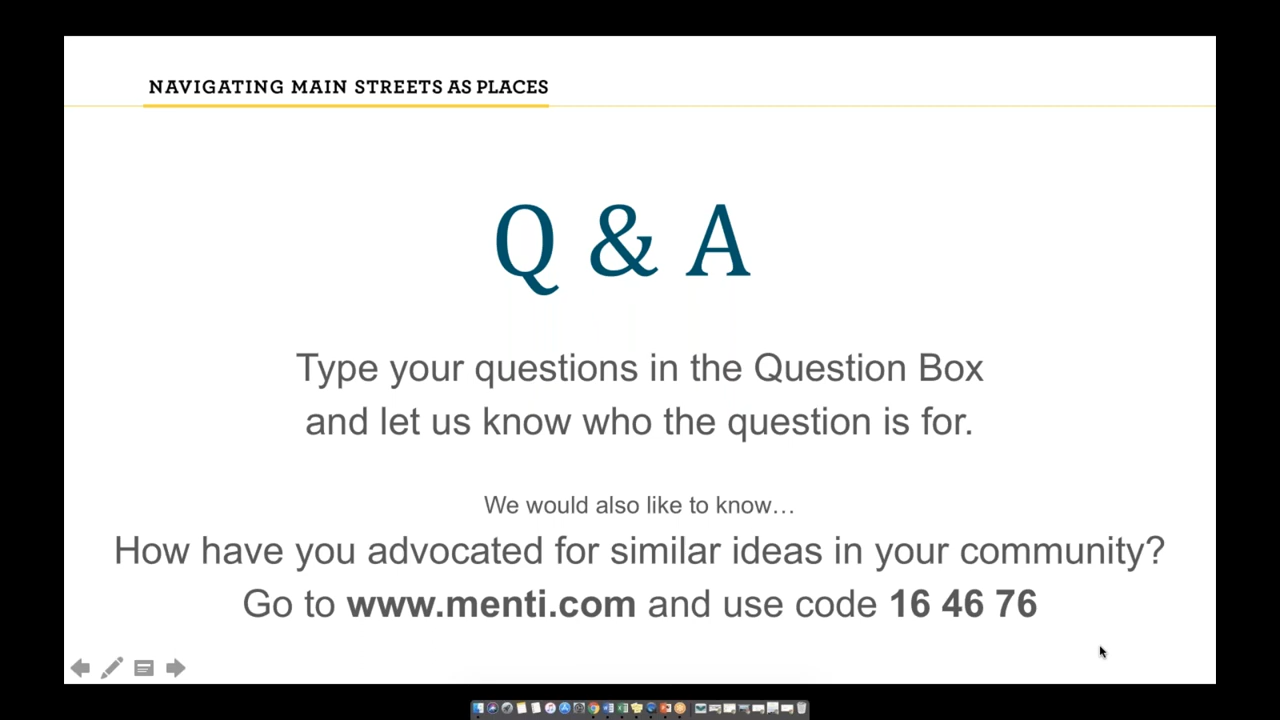 NAVIGATING MAIN STREETS AS PLACES
Q & A
Type your questions in the Question Box
and let us know who the question is for.
We would also like to know…
How have you advocated for similar ideas in your community?
Go to www.menti.com and use code 16 46 76